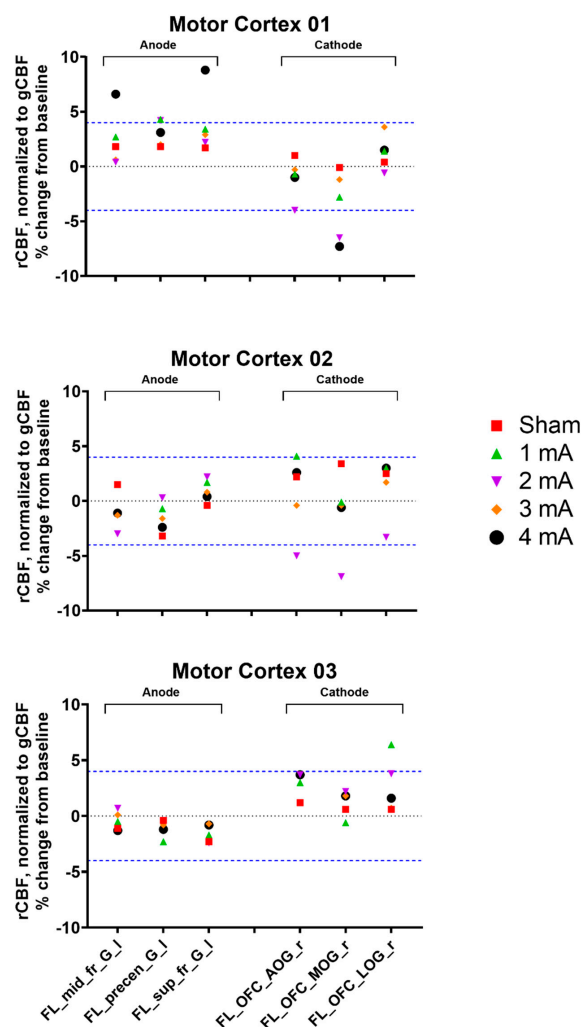 Motor Cortex 01
Anode
Cathode
rCBF, normalized to gCBF
% change from baseline
10
5
0
-5
-10
Motor Cortex 02
Anode
Cathode
rCBF, normalized to gCBF
% change from baseline
10
5
0
-5
-10
Sham
1 mA
2 mA
3 mA
4 mA
Motor Cortex 03
Anode
Cathode
rCBF, normalized to gCBF
% change from baseline
10
5
0
-5
-10
FL_mid_fr_G_l
FL_precen_G_l
FL_sup_fr_G_l
FL_OFC_AOG_r
FL_OFC_MOG_r
FL_OFC_LOG_r